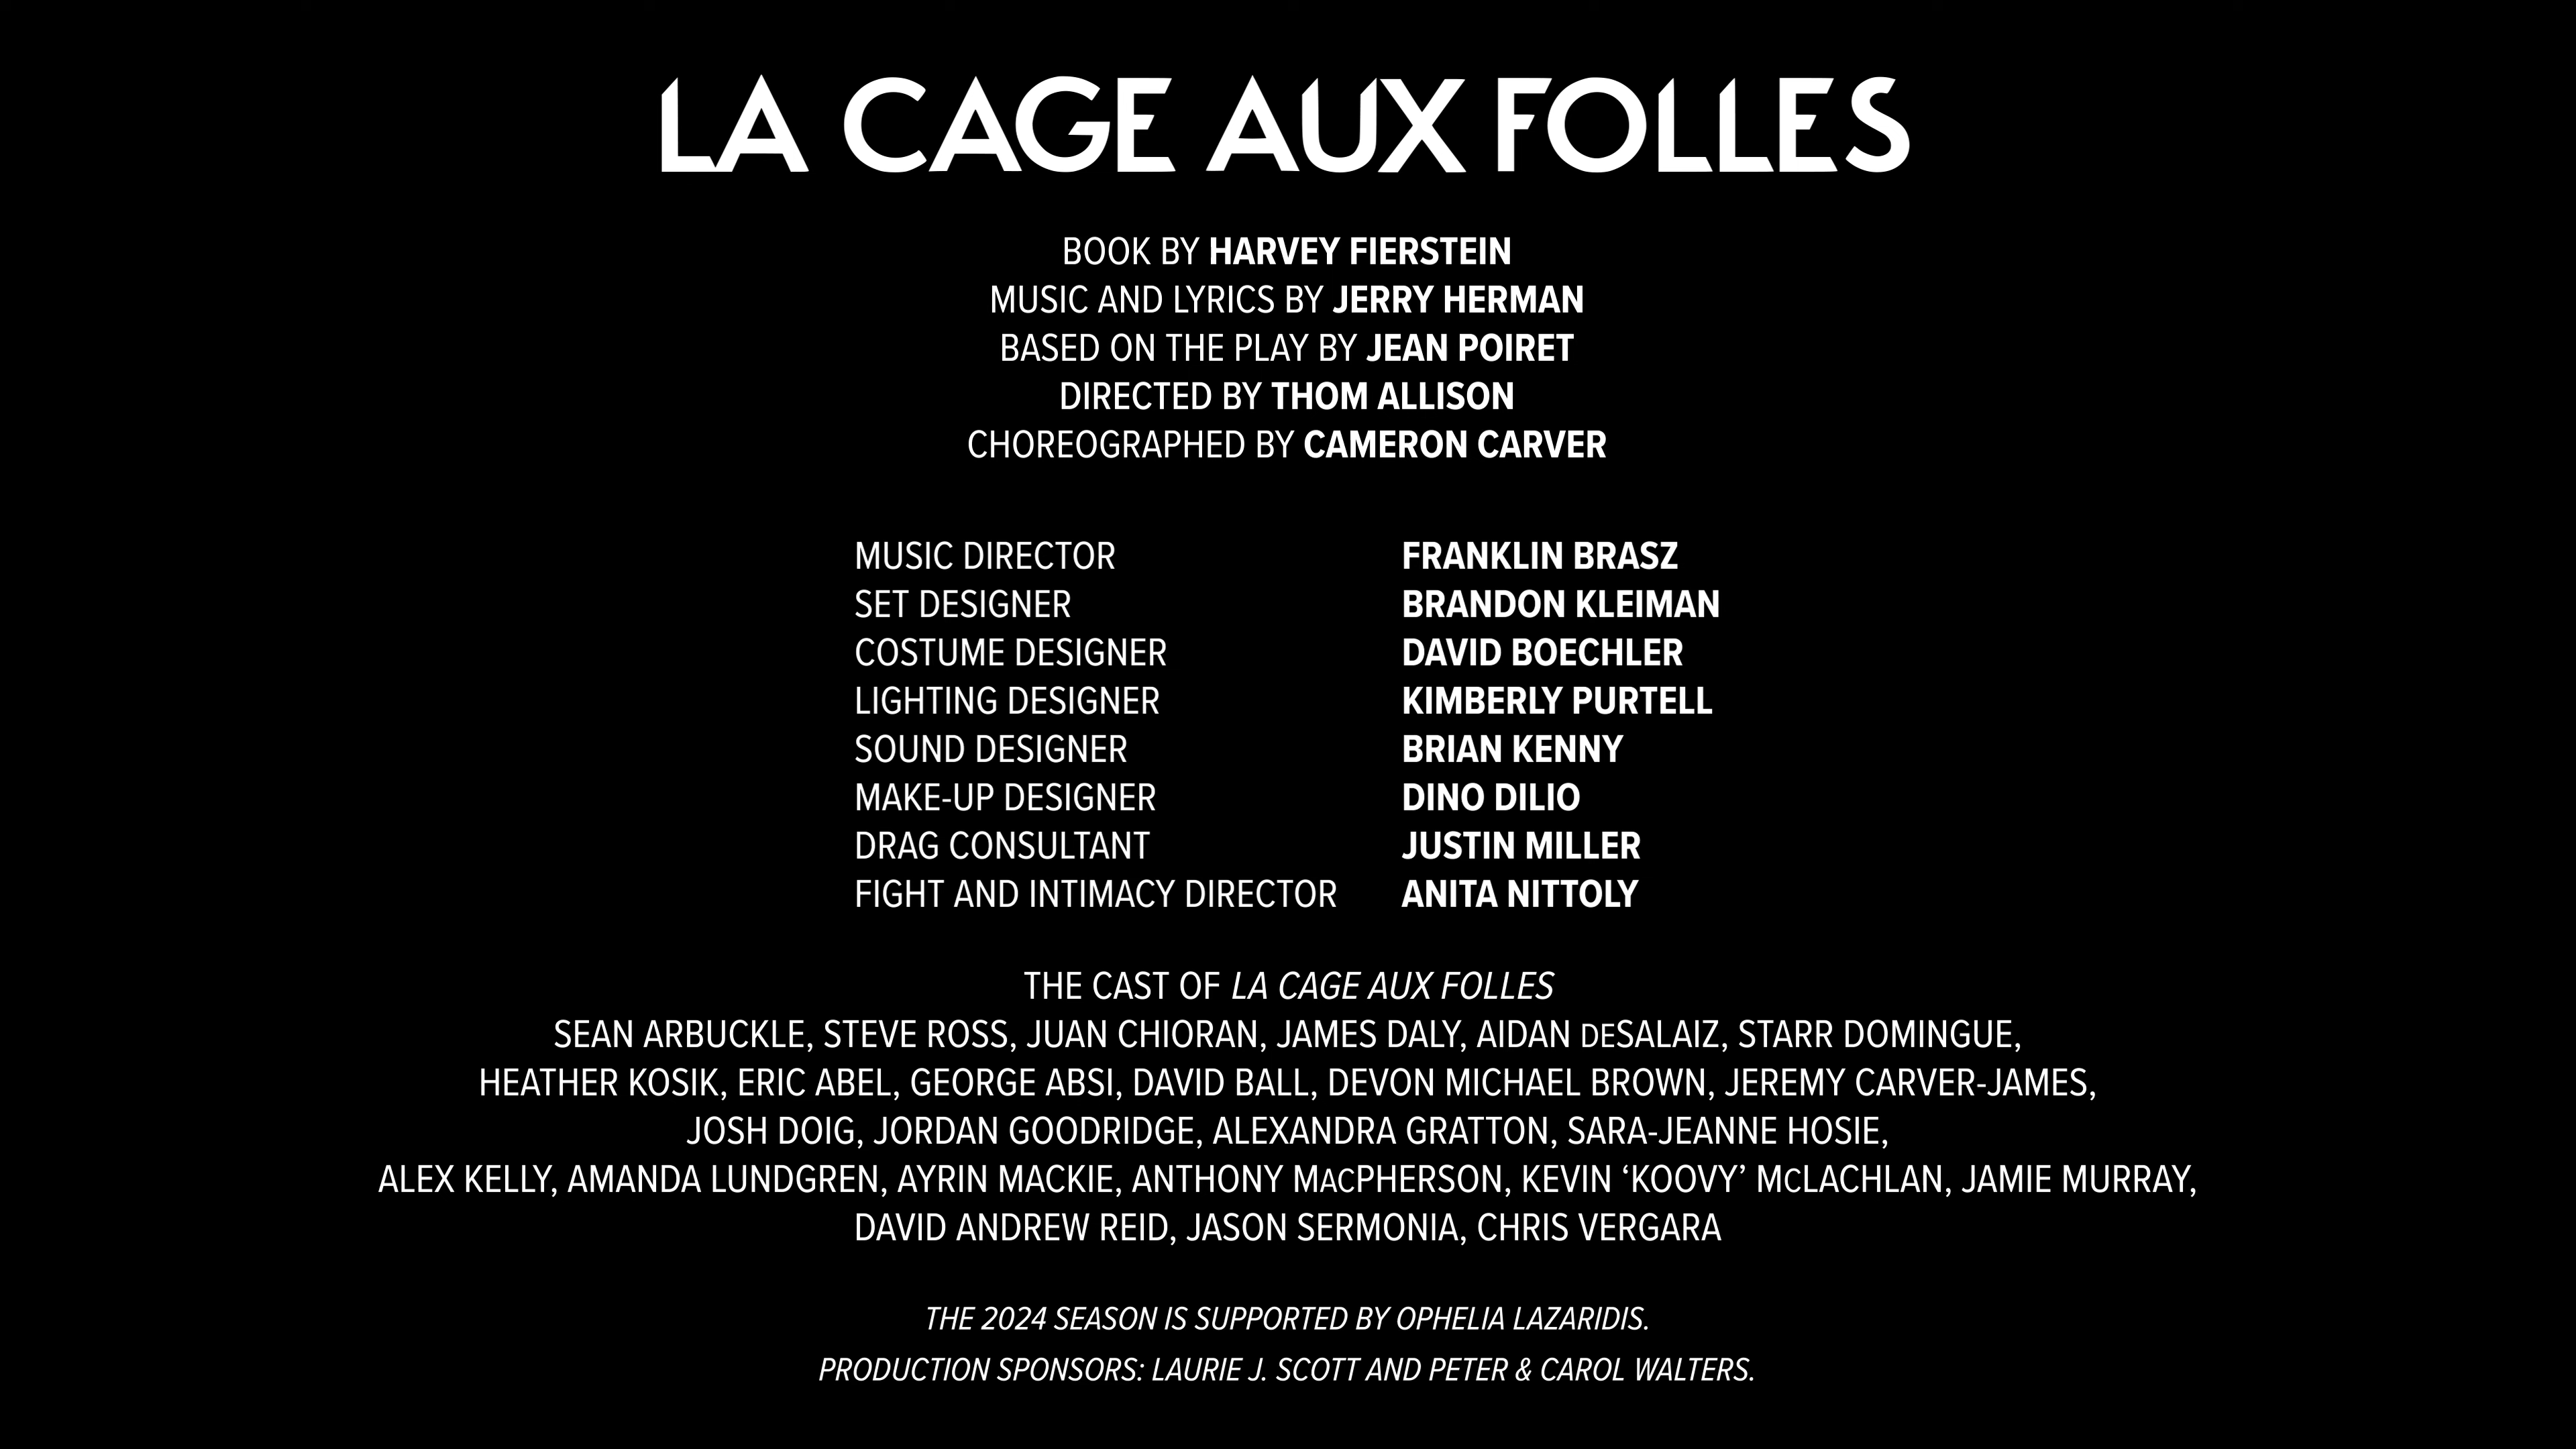 LA CAGE AUX FOLLES
BOOK BY HARVEY FIERSTEIN
MUSIC AND LYRICS BY JERRY HERMAN
BASED ON THE PLAY BY JEAN POIRET
DIRECTED BY THOM ALLISON
CHOREOGRAPHED BY CAMERON CARVER
MUSIC DIRECTOR FRANKLIN BRASZ
SET DESIGNER BRANDON KLEIMAN
COSTUME DESIGNER DAVID BOECHLER
LIGHTING DESIGNER KIMBERLY PURTELL
SOUND DESIGNER BRIAN KENNY
MAKE-UP DESIGNER DINO DILIO
DRAG CONSULTANT JUSTIN MILLER
FIGHT AND INTIMACY DIRECTOR ANITA NITTOLY
THE CAST OF LA CAGE AUX FOLLES
SEAN ARBUCKLE, STEVE ROSS, JUAN CHIORAN, JAMES DALY, AIDAN DESALAIZ, STARR DOMINGUE,
HEATHER KOSIK, ERIC ABEL, GEORGE ABSI, DAVID BALL, DEVON MICHAEL BROWN, JEREMY CARVER-JAMES,
JOSH DOIG, JORDAN GOODRIDGE, ALEXANDRA GRATTON, SARA-JEANNE HOSIE,
ALEX KELLY, AMANDA LUNDGREN, AYRIN MACKIE, ANTHONY MACPHERSON, KEVIN ‘KOOVY’ MCLACHLAN, JAMIE MURRAY,
DAVID ANDREW REID, JASON SERMONIA, CHRIS VERGARA
THE 2024 SEASON IS SUPPORTED BY OPHELIA LAZARIDIS.
PRODUCTION SPONSORS: LAURIE J. SCOTT AND PETER & CAROL WALTERS.